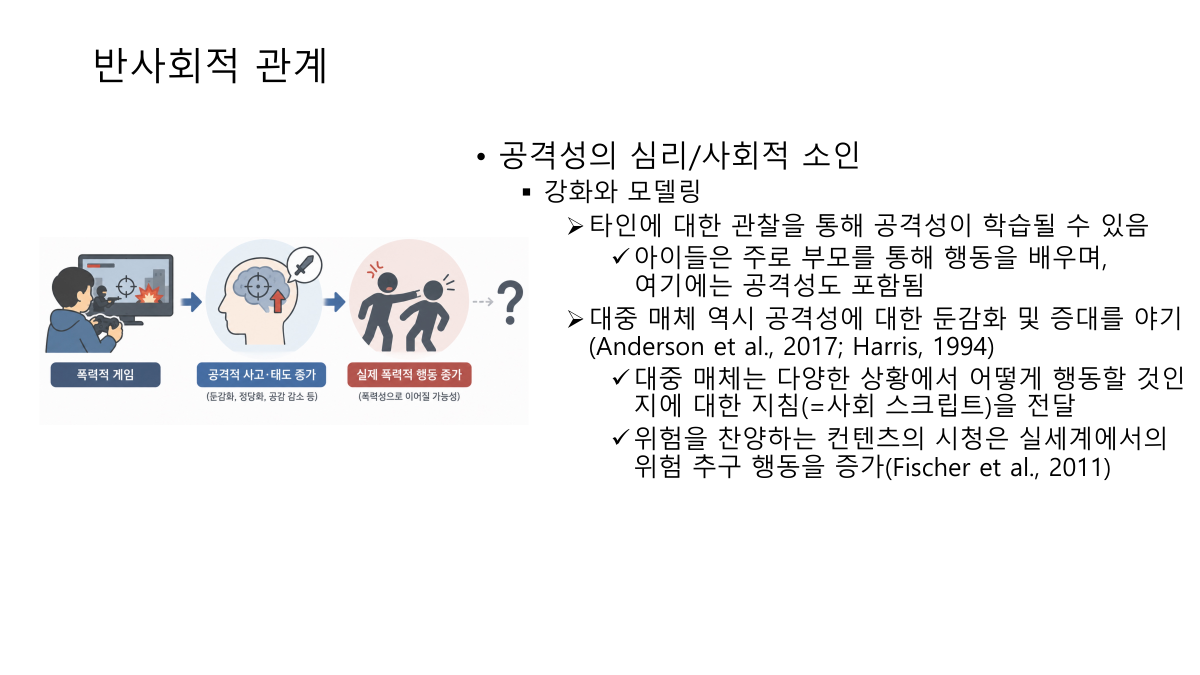 반사회적 관계
• 공격성의 심리/사회적 소인
▪ 강화와 모델링
➢타인에 대한 관찰을 통해 공격성이 학습될 수 있음
✓아이들은 주로 부모를 통해 행동을 배우며,
여기에는 공격성도 포함됨
➢대중 매체 역시 공격성에 대한 둔감화 및 증대를 야기
(Anderson et al., 2017; Harris, 1994)
✓대중 매체는 다양한 상황에서 어떻게 행동할 것인
지에 대한 지침(=사회 스크립트)을 전달
✓위험을 찬양하는 컨텐츠의 시청은 실세계에서의
위험 추구 행동을 증가(Fischer et al., 2011)
?
폭력적 게임
공격적 사고·태도 증가
(둔감화, 정당화, 공감 감소 등)
실제 폭력적 행동 증가
(폭력성으로 이어질 가능성)